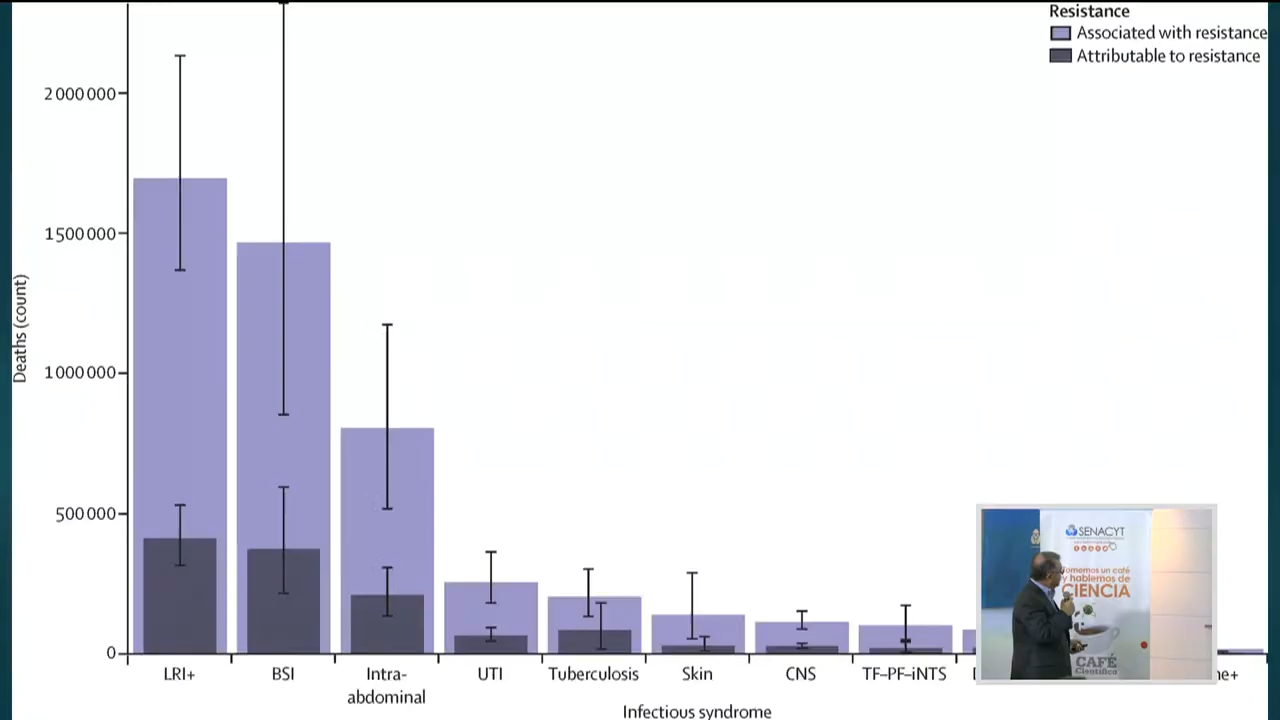 Resistance
Associated with resistance
Attributable to resistance
Deaths (count)
2 000 000
1 500 000
1 000 000
500 000
0
LRI+
BSI
Intra-
abdominal
UTI
Tuberculosis
Skin
CNS
TF–PF–iNTS
Infectious syndrome
SENACYT
Tomemos un café
y hablemos de
CIENCIA
CAFÉ
Científico